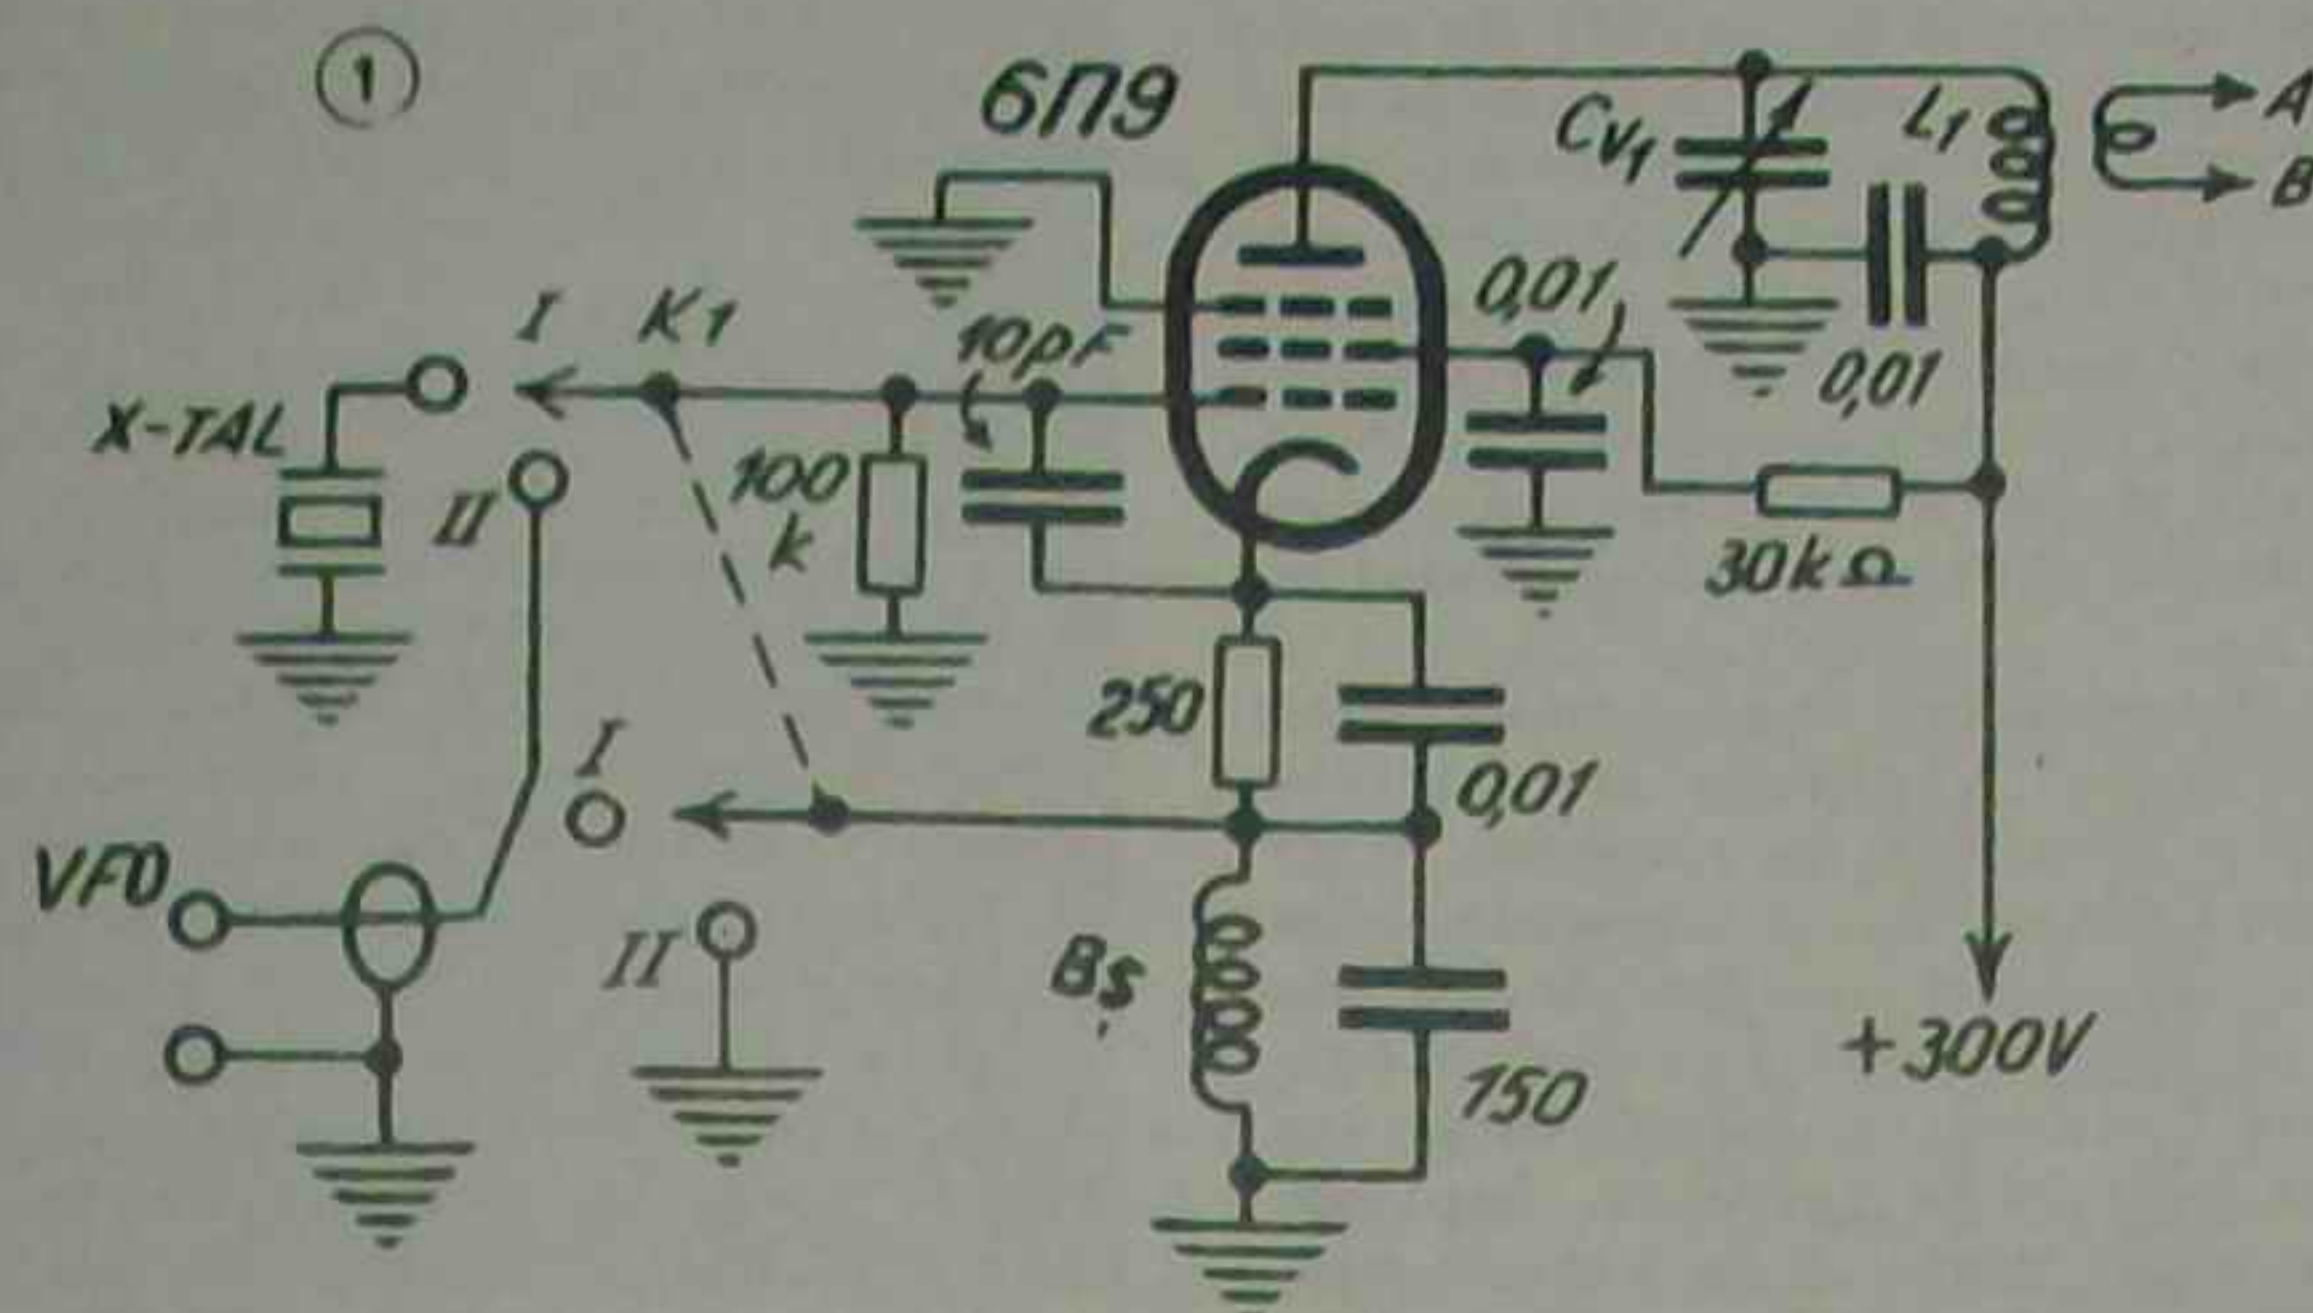 1
6П9
Cv1
L1
A
B
I
K1
10pF
0,01
0,01
X-TAL
II
100
k
30kΩ
250
I
0,01
VFO
II
Bs
+300V
150